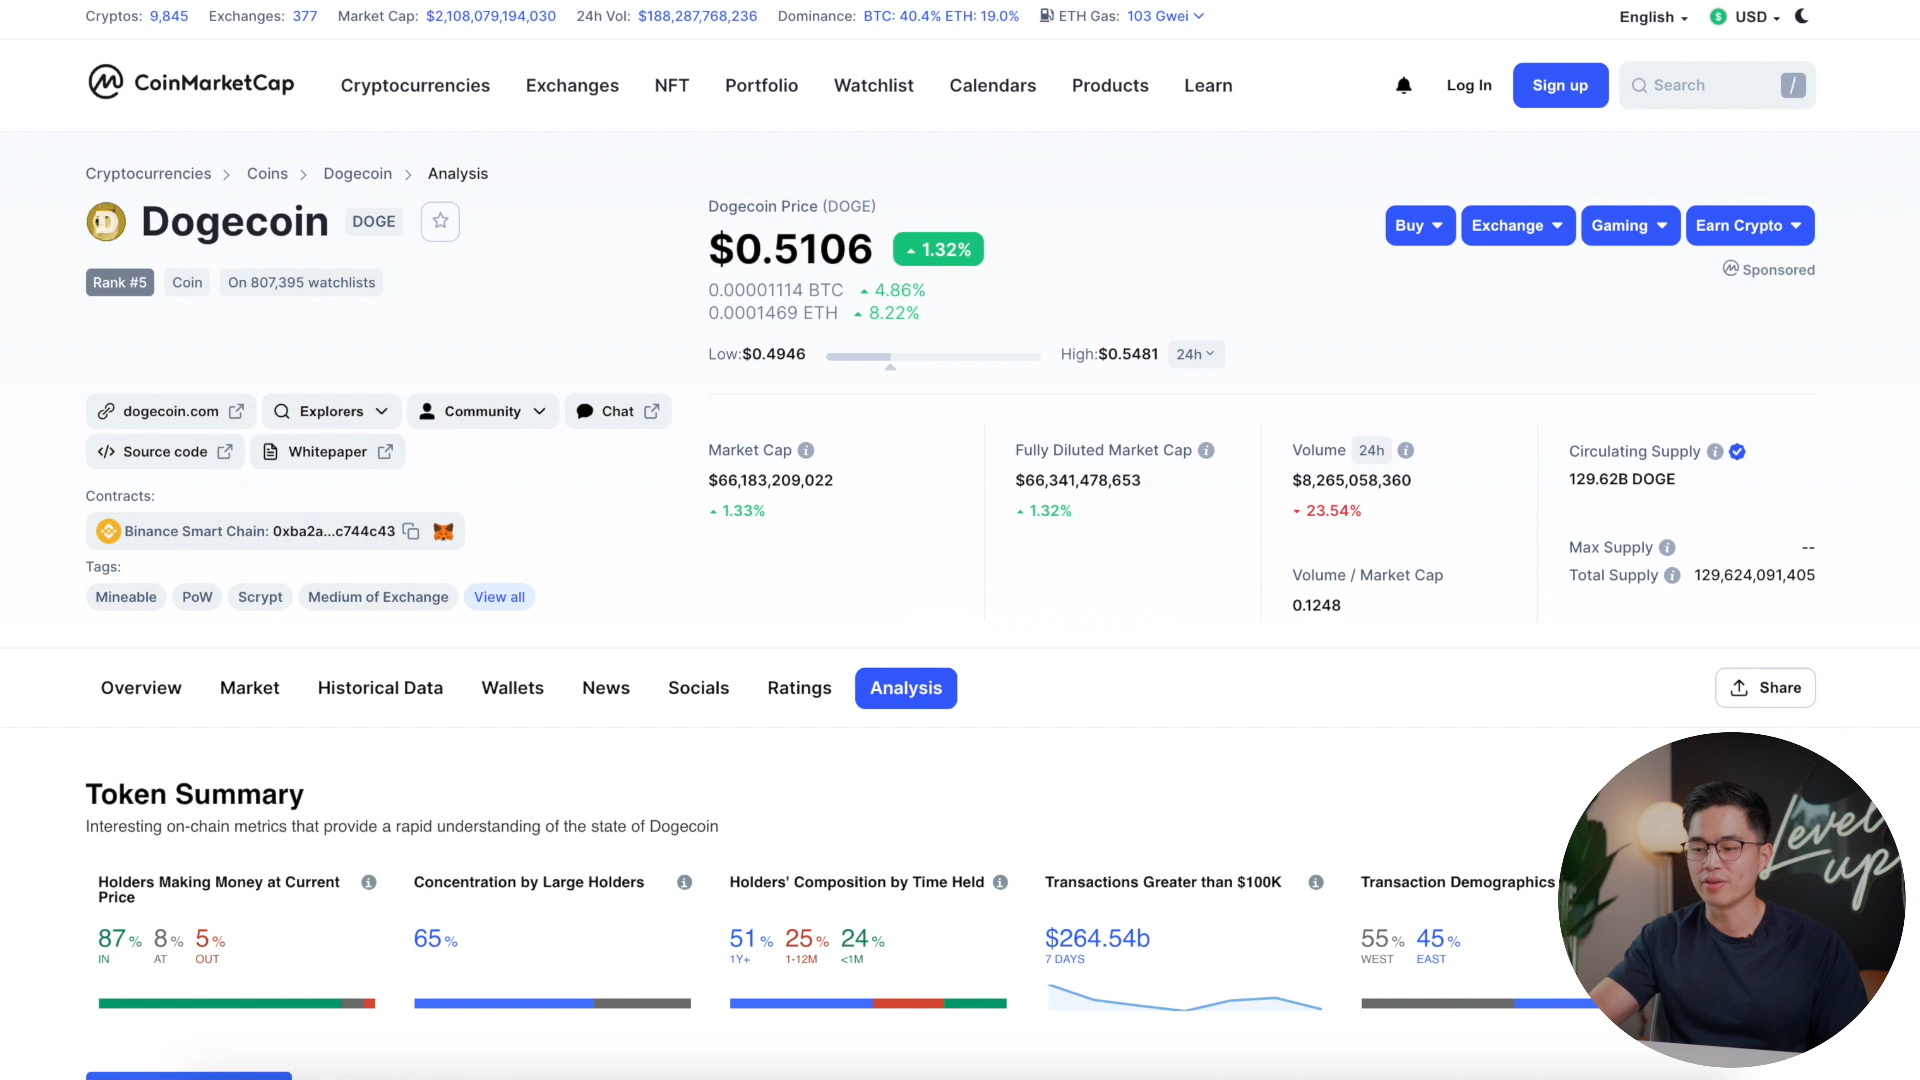 Cryptos: 9,845 Exchanges: 377 Market Cap: $2,108,079,194,030 24h Vol: $188,287,768,236 Dominance: BTC: 40.4% ETH: 19.0% ETH Gas: 103 Gwei English $ USD
CoinMarketCap Cryptocurrencies Exchanges NFT Portfolio Watchlist Calendars Products Learn Log In Sign up Search /
Cryptocurrencies Coins Dogecoin Analysis
Dogecoin DOGE
Rank #5 Coin On 807,395 watchlists
Dogecoin Price (DOGE)
$0.5106 1.32%
0.00001114 BTC 4.86%
0.0001469 ETH 8.22%
Low:$0.4946 High:$0.5481 24h
Buy Exchange Gaming Earn Crypto
Sponsored
dogecoin.com Explorers Community Chat
Source code Whitepaper
Contracts:
Binance Smart Chain: 0xba2a...c744c43
Tags:
Mineable PoW Scrypt Medium of Exchange View all
Market Cap
$66,183,209,022
1.33%
Fully Diluted Market Cap
$66,341,478,653
1.32%
Volume 24h
$8,265,058,360
23.54%
Volume / Market Cap
0.1248
Circulating Supply
129.62B DOGE
Max Supply --
Total Supply 129,624,091,405
Overview Market Historical Data Wallets News Socials Ratings Analysis Share
Token Summary
Interesting on-chain metrics that provide a rapid understanding of the state of Dogecoin
Holders Making Money at Current
Price
87% 8% 5%
IN AT OUT
Concentration by Large Holders
65%
Holders' Composition by Time Held
51% 25% 24%
1Y+ 1-12M <1M
Transactions Greater than $100K
$264.54b
7 DAYS
Transaction Demographics
55% 45%
WEST EAST
Level
up